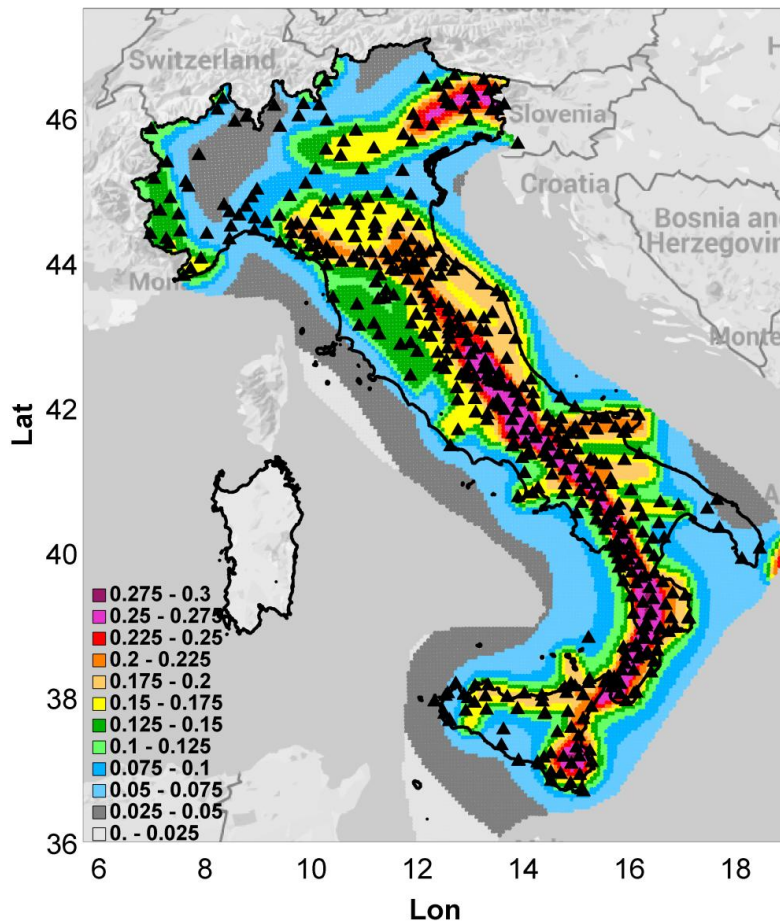 Switzerland
Slovenia
Croatia
Bosnia an
Herzegovin
Mon
Monte
46
44
42
40
38
36
Lat
0.275 - 0.3
0.25 - 0.275
0.225 - 0.25
0.2 - 0.225
0.175 - 0.2
0.15 - 0.175
0.125 - 0.15
0.1 - 0.125
0.075 - 0.1
0.05 - 0.075
0.025 - 0.05
0. - 0.025
6 8 10 12 14 16 18
Lon